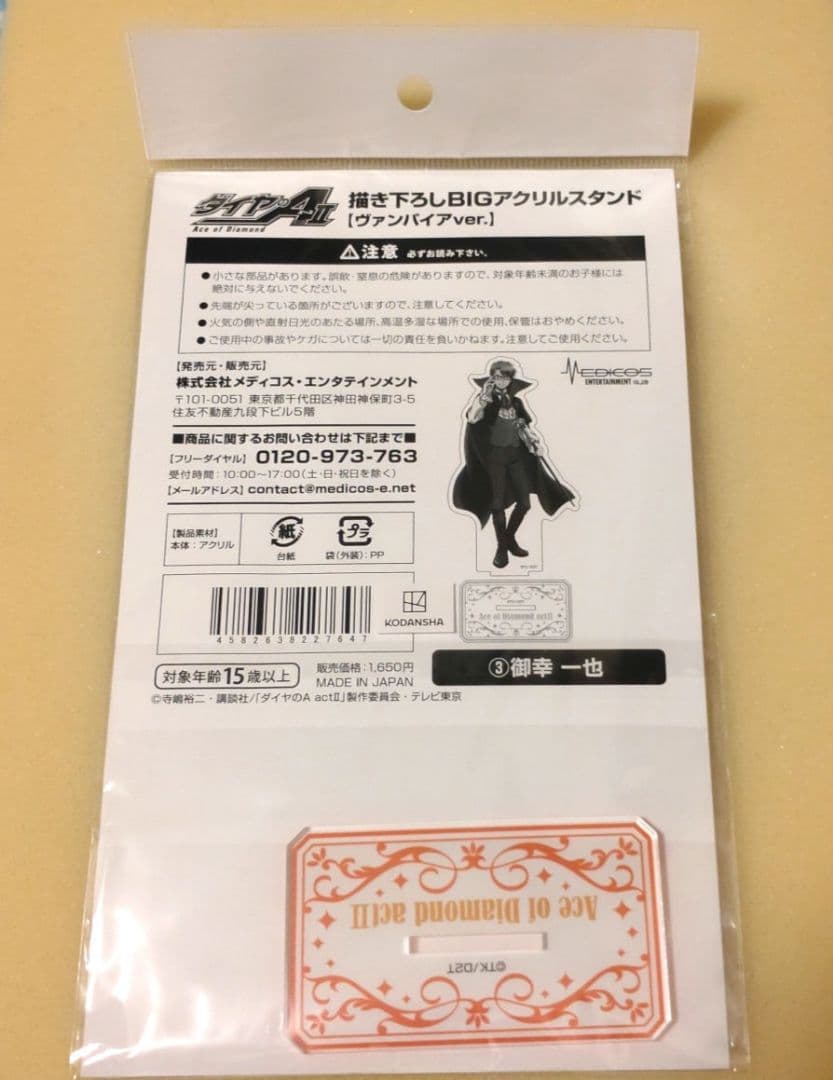 ダイヤのA actII
Ace of Diamond
描き下ろしBIGアクリルスタンド
【ヴァンパイアver.】
⚠注意 必ずお読み下さい。
●小さな部品があります。誤飲・窒息の危険がありますので、対象年齢未満のお子様には
絶対に与えないでください。
●先端が尖っている箇所がございますので、注意してください。
●火気の側や直射日光のあたる場所、高温多湿な場所での使用、保管はおやめください。
●ご使用中の事故やケガについては一切の責任を負いかねます。注意してご使用ください。
【発売元・販売元】
株式会社メディコス・エンタテインメント
〒101-0051 東京都千代田区神田神保町3-5
住友不動産九段下ビル5階
MEDICOS
ENTERTAINMENT
■商品に関するお問い合わせは下記まで■
【フリーダイヤル】 0120-973-763
受付時間:10:00~17:00(土・日・祝日を除く)
【メールアドレス】 contact@medicos-e.net
【製品素材】
本体:アクリル
紙
台紙
プラ
袋(外装):PP
4582638227647
KODANSHA
Ace of Diamond actII
対象年齢15歳以上
販売価格:1,650円
MADE IN JAPAN
③御幸 一也
©寺嶋裕二・講談社/「ダイヤのA actII」製作委員会・テレビ東京
Ace of Diamond actII
©TK/D2T